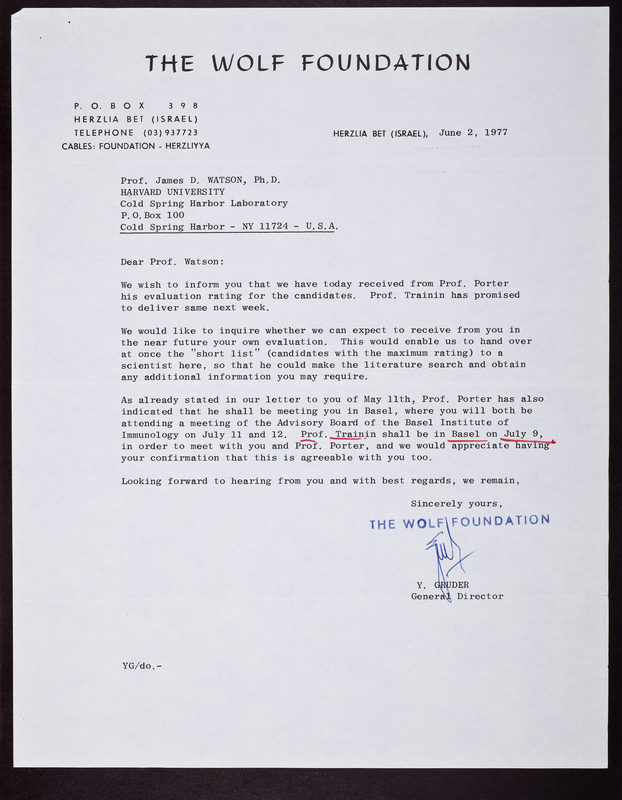 THE WOLF FOUNDATION
P. O. BOX 398
HERZLIA BET (ISRAEL)
TELEPHONE (03) 937723
CABLES: FOUNDATION - HERZLIYYA
HERZLIA BET (ISRAEL), June 2, 1977
Prof. James D. WATSON, Ph.D.
HARVARD UNIVERSITY
Cold Spring Harbor Laboratory
P.O.Box 100
Cold Spring Harbor - NY 11724 - U.S.A.
Dear Prof. Watson:
We wish to inform you that we have today received from Prof. Porter
his evaluation rating for the candidates. Prof. Trainin has promised
to deliver same next week.
We would like to inquire whether we can expect to receive from you in
the near future your own evaluation. This would enable us to hand over
at once the "short list" (candidates with the maximum rating) to a
scientist here, so that he could make the literature search and obtain
any additional information you may require.
As already stated in our letter to you of May 11th, Prof. Porter has also
indicated that he shall be meeting you in Basel, where you will both be
attending a meeting of the Advisory Board of the Basel Institute of
Immunology on July 11 and 12. Prof. Trainin shall be in Basel on July 9,
in order to meet with you and Prof. Porter, and we would appreciate having
your confirmation that this is agreeable with you too.
Looking forward to hearing from you and with best regards, we remain,
Sincerely yours,
THE WOLF FOUNDATION
Y. GRUDER
General Director
YG/do.-